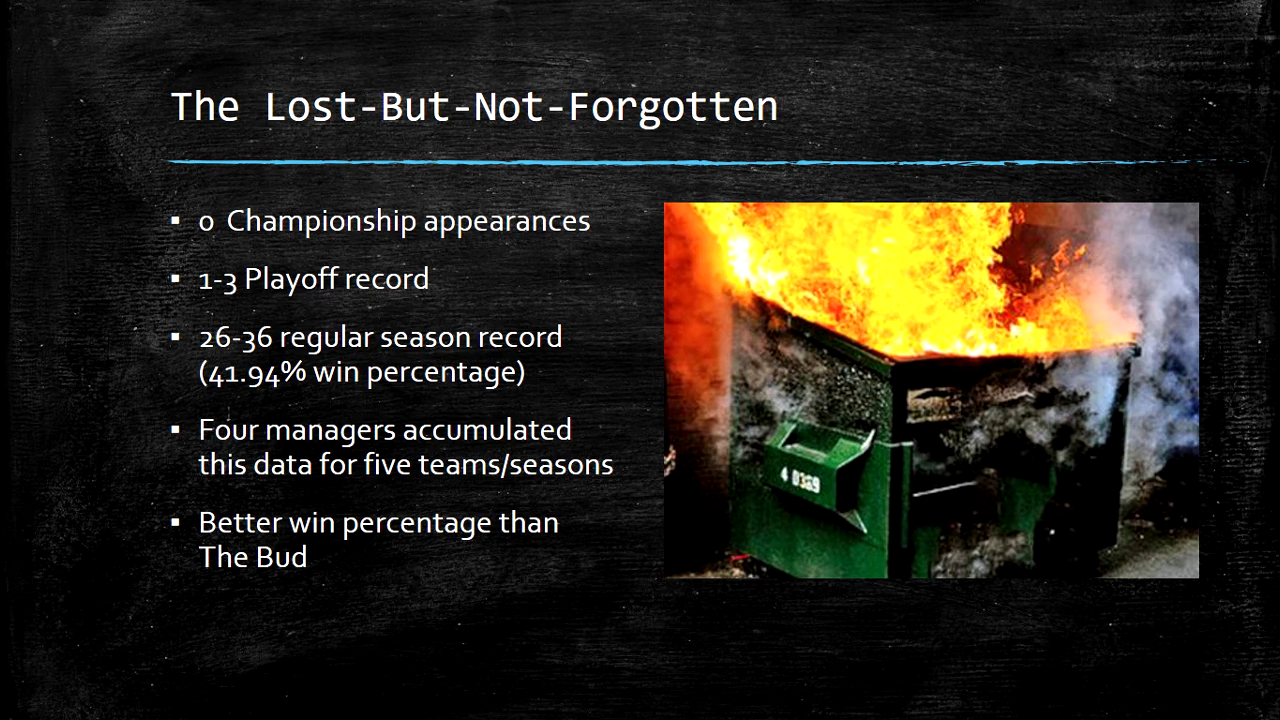 The Lost-But-Not-Forgotten
▪ 0 Championship appearances
▪ 1-3 Playoff record
▪ 26-36 regular season record
(41.94% win percentage)
▪ Four managers accumulated
this data for five teams/seasons
▪ Better win percentage than
The Bud
4 0369